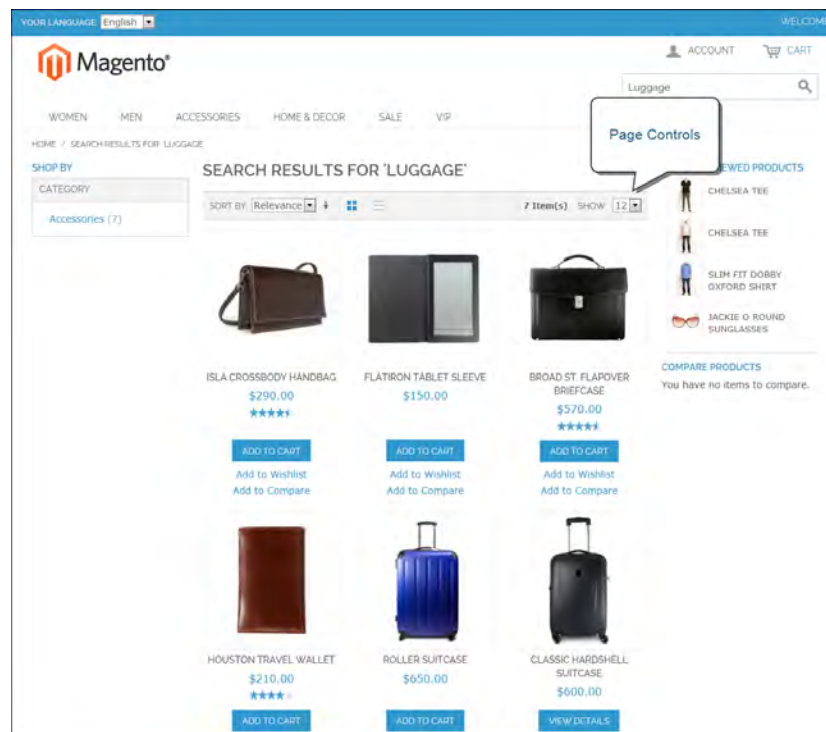 YOUR LANGUAGE: English
WELCOME
Magento®
ACCOUNT
CART
Luggage
WOMEN MEN ACCESSORIES HOME & DECOR SALE VIP
Page Controls
HOME / SEARCH RESULTS FOR 'LUGGAGE'
SHOP BY
CATEGORY
Accessories (7)
SEARCH RESULTS FOR 'LUGGAGE'
SORT BY Relevance
7 Item(s) SHOW 12
ISLA CROSSBODY HANDBAG
$290.00
ADD TO CART
Add to Wishlist
Add to Compare
FLATIRON TABLET SLEEVE
$150.00
ADD TO CART
Add to Wishlist
Add to Compare
BROAD ST. FLAPOVER
BRIEFCASE
$570.00
ADD TO CART
Add to Wishlist
Add to Compare
HOUSTON TRAVEL WALLET
$210.00
ADD TO CART
ROLLER SUITCASE
$650.00
ADD TO CART
CLASSIC HARDSHELL
SUITCASE
$600.00
VIEW DETAILS
EWED PRODUCTS
CHELSEA TEE
CHELSEA TEE
SLIM FIT DOBBY
OXFORD SHIRT
JACKIE O ROUND
SUNGLASSES
COMPARE PRODUCTS
You have no items to compare.